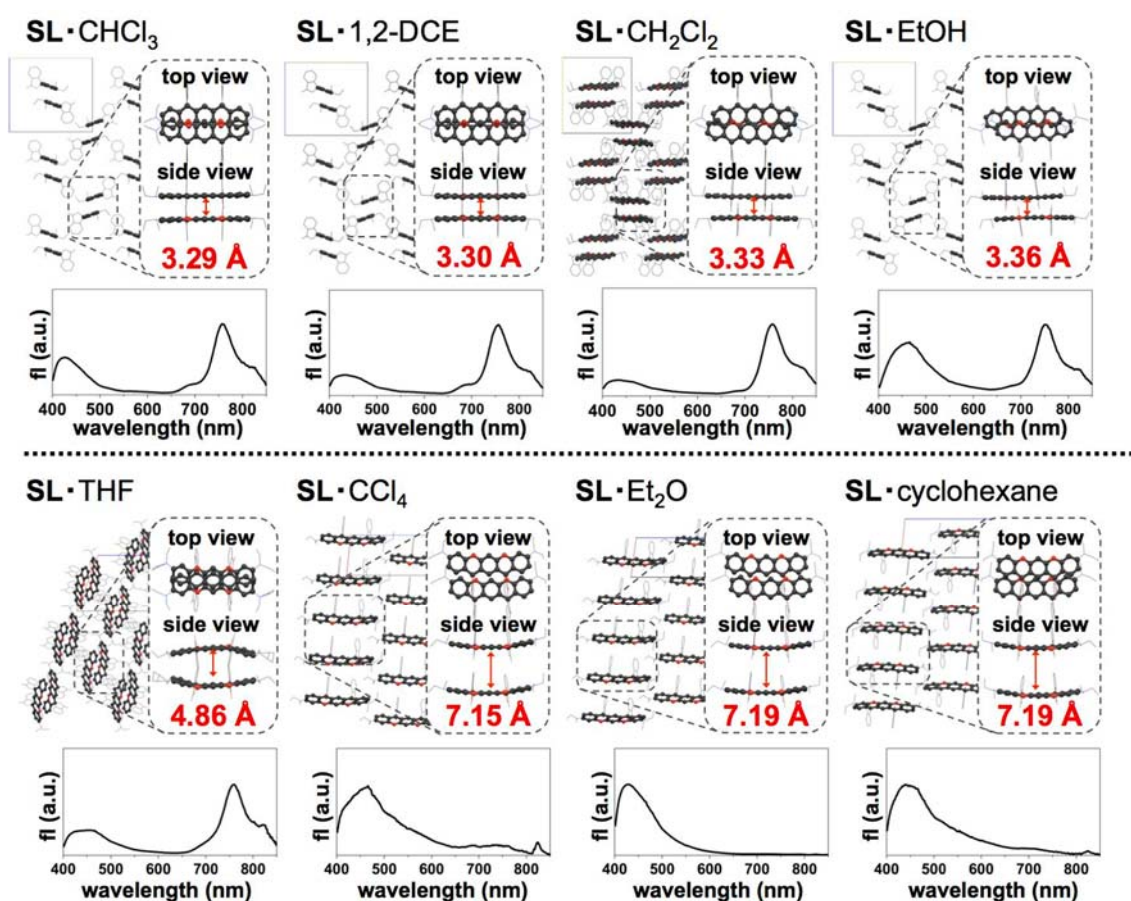 SL·CHCl3
SL·1,2-DCE
SL·CH2Cl2
SL·EtOH
top view
side view
3.29 Å
top view
side view
3.30 Å
top view
side view
3.33 Å
top view
side view
3.36 Å
fl (a.u.)
400 500 600 700 800
wavelength (nm)
fl (a.u.)
400 500 600 700 800
wavelength (nm)
fl (a.u.)
400 500 600 700 800
wavelength (nm)
fl (a.u.)
400 500 600 700 800
wavelength (nm)
SL·THF
SL·CCl4
SL·Et2O
SL·cyclohexane
top view
side view
4.86 Å
top view
side view
7.15 Å
top view
side view
7.19 Å
top view
side view
7.19 Å
fl (a.u.)
400 500 600 700 800
wavelength (nm)
fl (a.u.)
400 500 600 700 800
wavelength (nm)
fl (a.u.)
400 500 600 700 800
wavelength (nm)
fl (a.u.)
400 500 600 700 800
wavelength (nm)